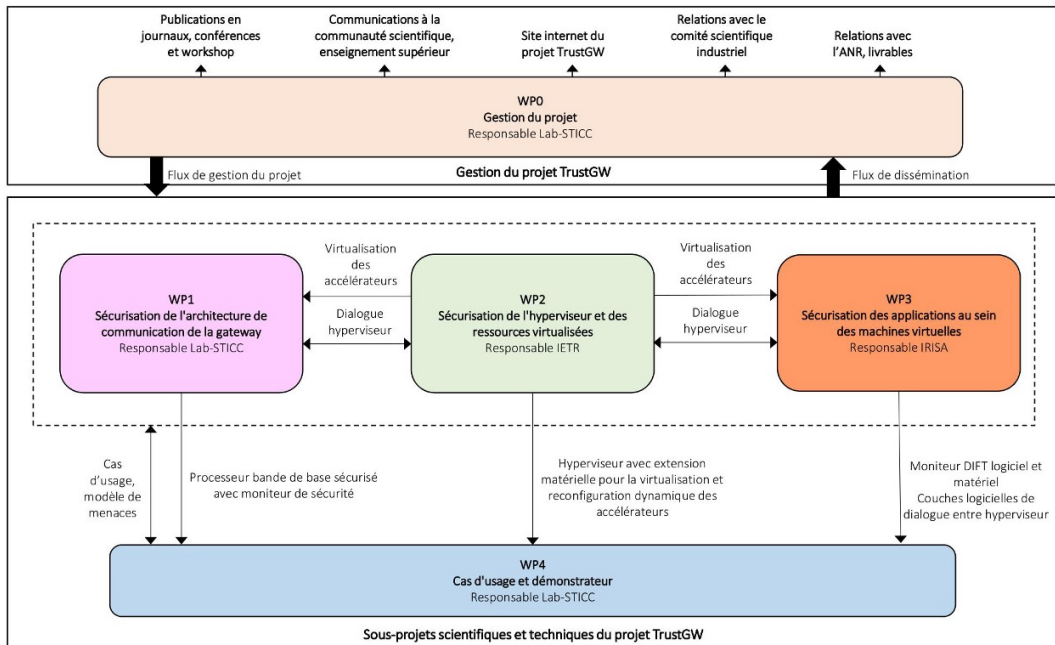 Publications en
journaux, conférences
et workshop
Communications à la
communauté scientifique,
enseignement supérieur
Site internet du
projet TrustGW
Relations avec le
comité scientifique
industriel
Relations avec
l'ANR, livrables
WP0
Gestion du projet
Responsable Lab-STICC
Flux de gestion du projet
Gestion du projet TrustGW
Flux de dissémination
WP1
Sécurisation de l'architecture de
communication de la gateway
Responsable Lab-STICC
Virtualisation
des
accélérateurs
Dialogue
hyperviseur
WP2
Sécurisation de l'hyperviseur et des
ressources virtualisées
Responsable IETR
Virtualisation
des
accélérateurs
Dialogue
hyperviseur
WP3
Sécurisation des applications au sein
des machines virtuelles
Responsable IRISA
Cas
d'usage,
modèle de
menaces
Processeur bande de base sécurisé
avec moniteur de sécurité
Hyperviseur avec extension
matérielle pour la virtualisation et
reconfiguration dynamique des
accélérateurs
Moniteur DIFT logiciel et
matériel
Couches logicielles de
dialogue entre hyperviseur
WP4
Cas d'usage et démonstrateur
Responsable Lab-STICC
Sous-projets scientifiques et techniques du projet TrustGW